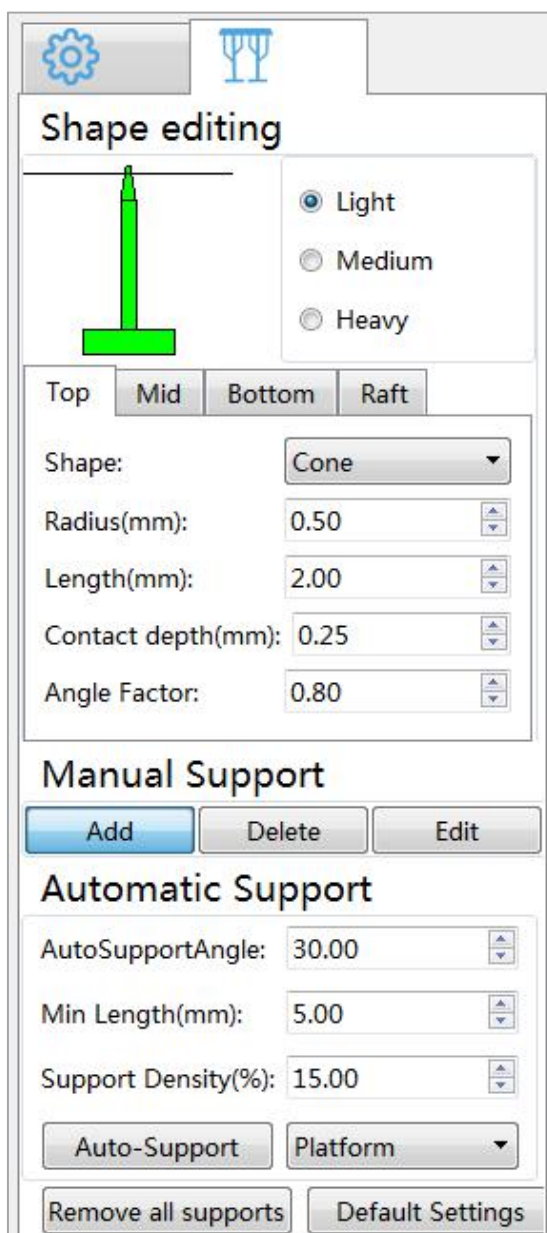 Shape editing
Light
Medium
Heavy
Top Mid Bottom Raft
Shape: Cone
Radius(mm): 0.50
Length(mm): 2.00
Contact depth(mm): 0.25
Angle Factor: 0.80
Manual Support
Add Delete Edit
Automatic Support
AutoSupportAngle: 30.00
Min Length(mm): 5.00
Support Density(%): 15.00
Auto-Support Platform
Remove all supports Default Settings